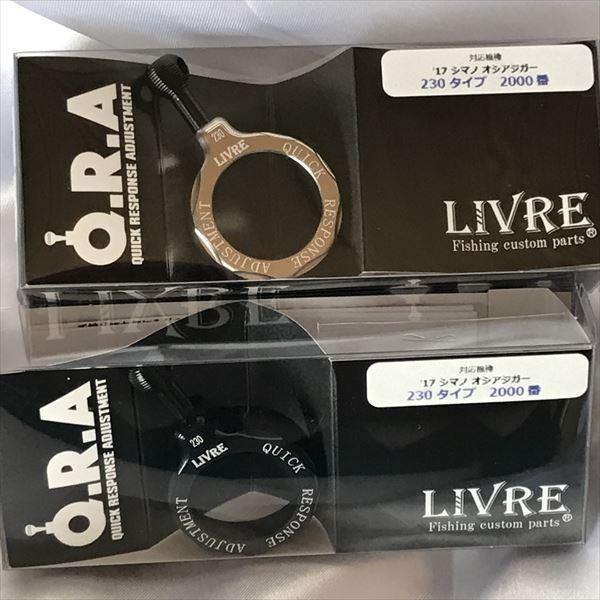 Q.R.A
QUICK RESPONSE ADJUSTMENT
230
LIVRE
QUICK RESPONSE ADJUSTMENT
対応機種
'17 シマノ オシアジガー
230 タイプ 2000 番
LIVRE®
Fishing custom parts
LIVRE
Q.R.A
QUICK RESPONSE ADJUSTMENT
230
LIVRE
QUICK RESPONSE ADJUSTMENT
対応機種
'17 シマノ オシアジガー
230 タイプ 2000 番
LIVRE®
Fishing custom parts